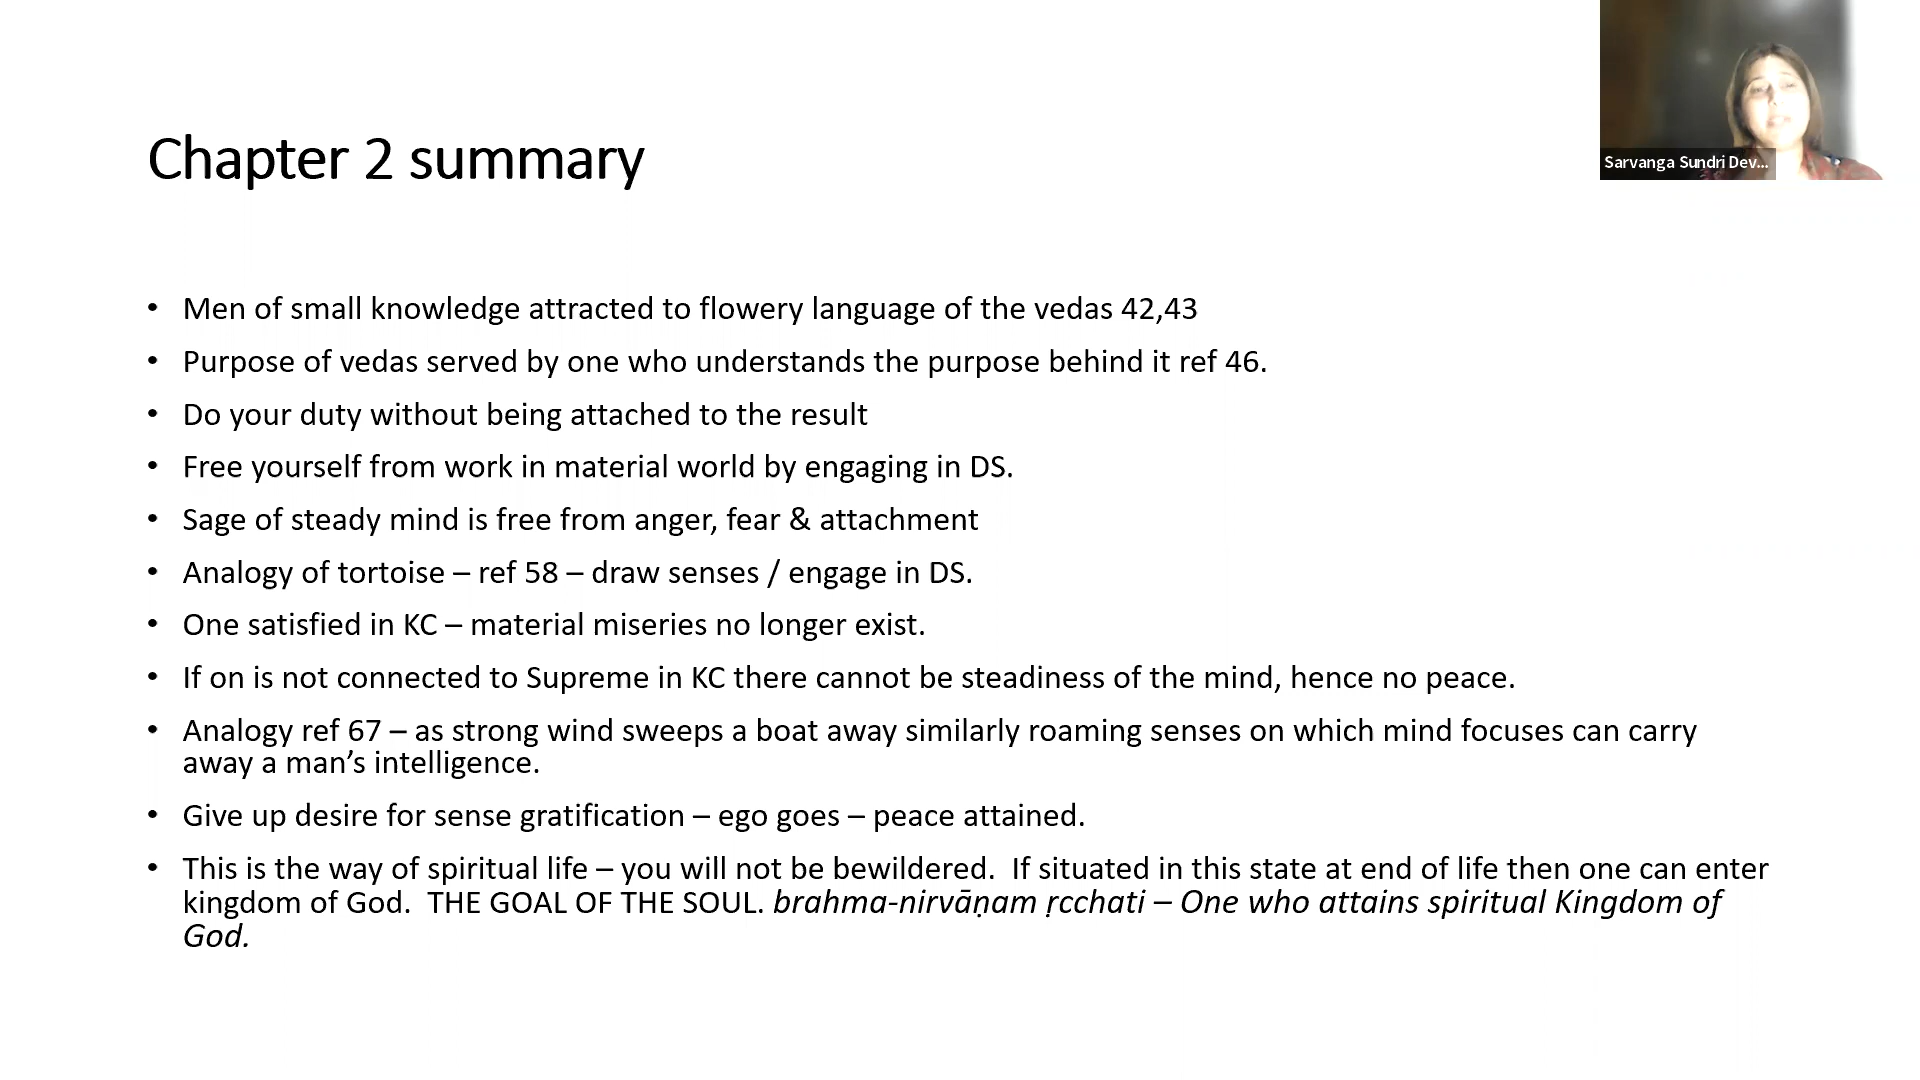 Sarvanga Sundri Dev...
Chapter 2 summary
• Men of small knowledge attracted to flowery language of the vedas 42,43
• Purpose of vedas served by one who understands the purpose behind it ref 46.
• Do your duty without being attached to the result
• Free yourself from work in material world by engaging in DS.
• Sage of steady mind is free from anger, fear & attachment
• Analogy of tortoise – ref 58 – draw senses / engage in DS.
• One satisfied in KC – material miseries no longer exist.
• If on is not connected to Supreme in KC there cannot be steadiness of the mind, hence no peace.
• Analogy ref 67 – as strong wind sweeps a boat away similarly roaming senses on which mind focuses can carry
away a man’s intelligence.
• Give up desire for sense gratification – ego goes – peace attained.
• This is the way of spiritual life – you will not be bewildered.  If situated in this state at end of life then one can enter
kingdom of God.  THE GOAL OF THE SOUL. brahma-nirvāṇam ṛcchati – One who attains spiritual Kingdom of
God.